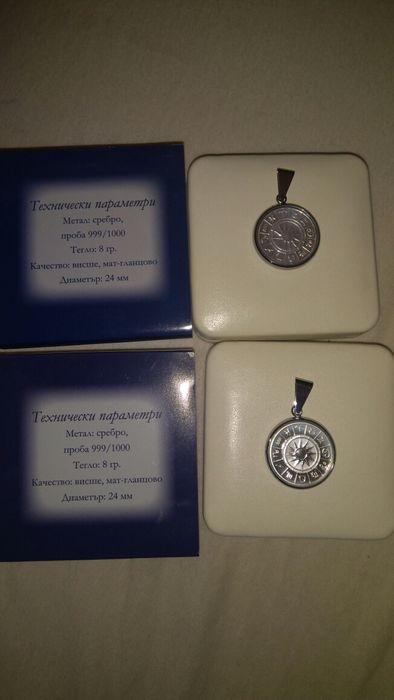 Технически параметри
Метал: сребро,
проба 999/1000
Тегло: 8 гр.
Качество: висше, мат-гланцово
Диаметър: 24 мм
Технически параметри
Метал: сребро,
проба 999/1000
Тегло: 8 гр.
Качество: висше, мат-гланцово
Диаметър: 24 мм